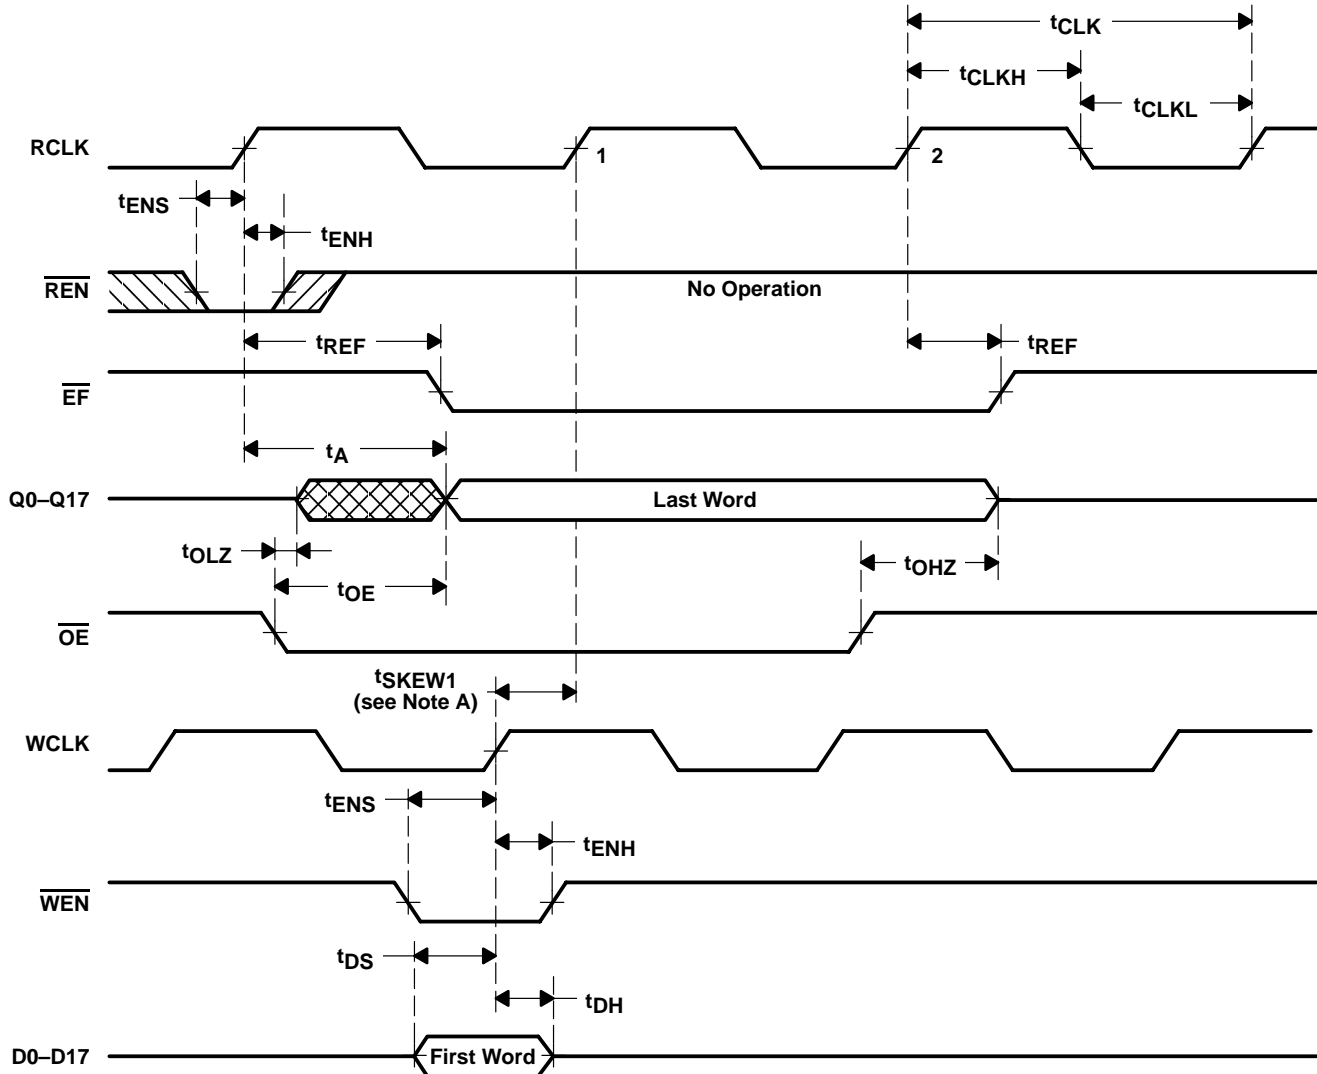 tCLK
tCLKH
tCLKL
RCLK
1
2
tENS
tENH
REN
No Operation
tREF
tREF
EF
tA
Q0–Q17
Last Word
tOLZ
tOHZ
tOE
OE
tSKEW1
(see Note A)
WCLK
tENS
tENH
WEN
tDS
tDH
D0–D17
First Word